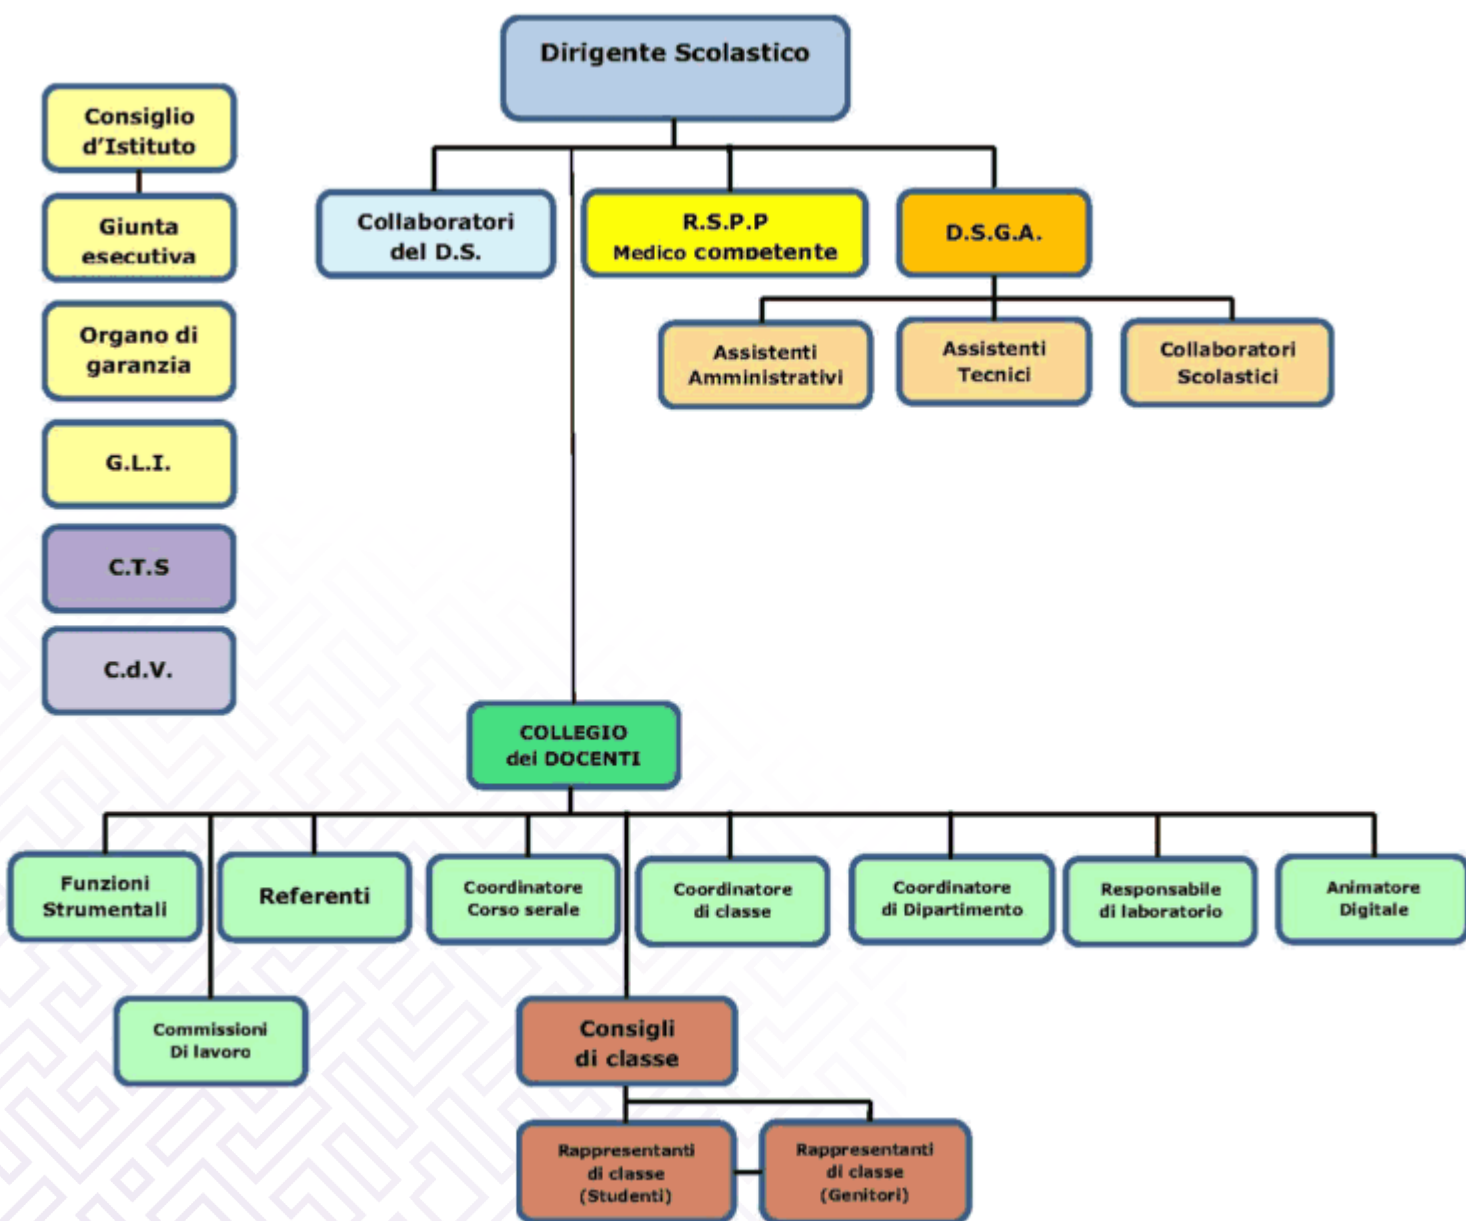 Dirigente Scolastico
Consiglio
d'Istituto
Giunta
esecutiva
Organo di
garanzia
G.L.I.
C.T.S
C.d.V.
Collaboratori
del D.S.
R.S.P.P
Medico competente
D.S.G.A.
Assistenti
Amministrativi
Assistenti
Tecnici
Collaboratori
Scolastici
COLLEGIO
dei DOCENTI
Funzioni
Strumentali
Referenti
Coordinatore
Corso serale
Coordinatore
di classe
Coordinatore
di Dipartimento
Responsabile
di laboratorio
Animatore
Digitale
Commissioni
Di lavoro
Consigli
di classe
Rappresentanti
di classe
(Studenti)
Rappresentanti
di classe
(Genitori)